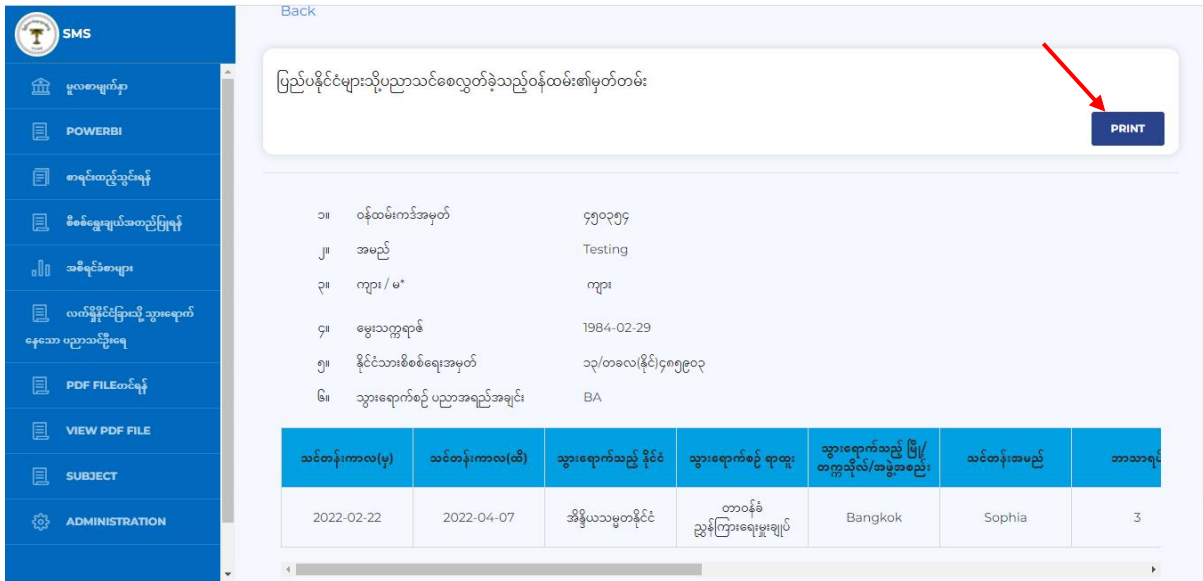 Back
SMS
ပြည်ပနိုင်ငံများသို့ပညာသင်စေလွှတ်ခဲ့သည့်ဝန်ထမ်း၏မှတ်တမ်း
PRINT
မူလစာမျက်နှာ
POWERBI
စာရင်းထည့်သွင်းရန်
စီစစ်ရွေးချယ်အတည်ပြုရန်
အစီရင်ခံစာများ
လက်ရှိနိုင်ငံခြားသို့ သွားရောက်
နေသော ပညာသင်ဦးရေ
PDF FILEတင်ရန်
VIEW PDF FILE
SUBJECT
ADMINISTRATION
၁။ ဝန်ထမ်းကဒ်အမှတ် ၄၅၀၃၅၄
၂။ အမည် Testing
၃။ ကျား / မ* ကျား
၄။ မွေးသက္ကရာဇ် 1984-02-29
၅။ နိုင်ငံသားစိစစ်ရေးအမှတ် ၁၃/တခလ(နိုင်)၄၈၅၉၀၃
၆။ သွားရောက်စဉ် ပညာအရည်အချင်း BA
သင်တန်းကာလ(မှ) သင်တန်းကာလ(ထိ) သွားရောက်သည့် နိုင်ငံ သွားရောက်စဉ် ရာထူး သွားရောက်သည့် မြို့/ တက္ကသိုလ်/အဖွဲ့အစည်း သင်တန်းအမည်
2022-02-22 2022-04-07 အိန္ဒိယသမ္မတနိုင်ငံ တာဝန်ခံ ညွှန်ကြားရေးမှူးချုပ် Bangkok Sophia 3